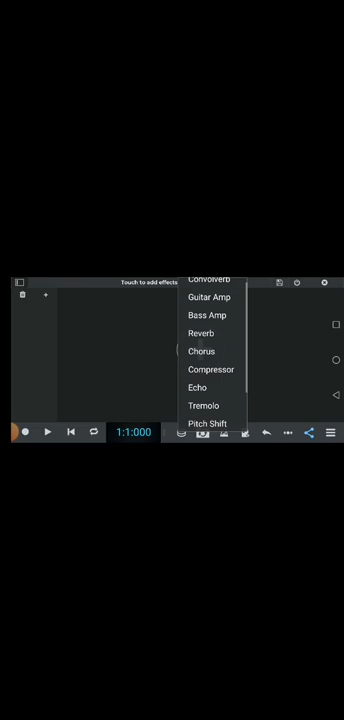 Touch to add effects
Convolverb
Guitar Amp
Bass Amp
Reverb
Chorus
Compressor
Echo
Tremolo
Pitch Shift
1:1:000